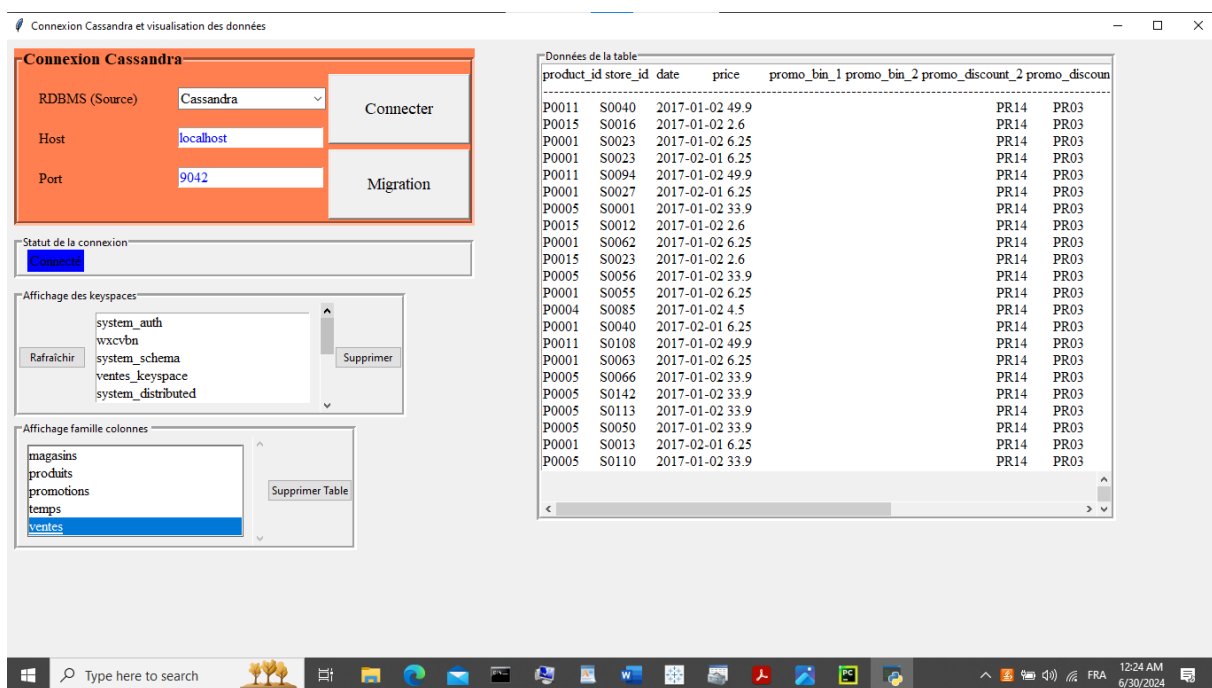 Connexion Cassandra et visualisation des données
Connexion Cassandra
RDBMS (Source) Cassandra
Connecter
Host localhost
Port 9042
Migration
Statut de la connexion
Connecté
Affichage des keyspaces
system_auth
wxcvbn
Rafraîchir system_schema Supprimer
ventes_keyspace
system_distributed
Affichage famille colonnes
magasins
produits
promotions Supprimer Table
temps
ventes
Données de la table
product_id store_id date price promo_bin_1 promo_bin_2 promo_discount_2 promo_discoun
--------------------------------------------------------------------------------
P0011 S0040 2017-01-02 49.9 PR14 PR03
P0015 S0016 2017-01-02 2.6 PR14 PR03
P0001 S0023 2017-01-02 6.25 PR14 PR03
P0001 S0023 2017-02-01 6.25 PR14 PR03
P0011 S0094 2017-01-02 49.9 PR14 PR03
P0001 S0027 2017-02-01 6.25 PR14 PR03
P0005 S0001 2017-01-02 33.9 PR14 PR03
P0015 S0012 2017-01-02 2.6 PR14 PR03
P0001 S0062 2017-01-02 6.25 PR14 PR03
P0015 S0023 2017-01-02 2.6 PR14 PR03
P0005 S0056 2017-01-02 33.9 PR14 PR03
P0001 S0055 2017-01-02 6.25 PR14 PR03
P0004 S0085 2017-01-02 4.5 PR14 PR03
P0001 S0040 2017-02-01 6.25 PR14 PR03
P0011 S0108 2017-01-02 49.9 PR14 PR03
P0001 S0063 2017-01-02 6.25 PR14 PR03
P0005 S0066 2017-01-02 33.9 PR14 PR03
P0005 S0142 2017-01-02 33.9 PR14 PR03
P0005 S0113 2017-01-02 33.9 PR14 PR03
P0005 S0050 2017-01-02 33.9 PR14 PR03
P0001 S0013 2017-02-01 6.25 PR14 PR03
P0005 S0110 2017-01-02 33.9 PR14 PR03
Type here to search
FRA
12:24 AM
6/30/2024